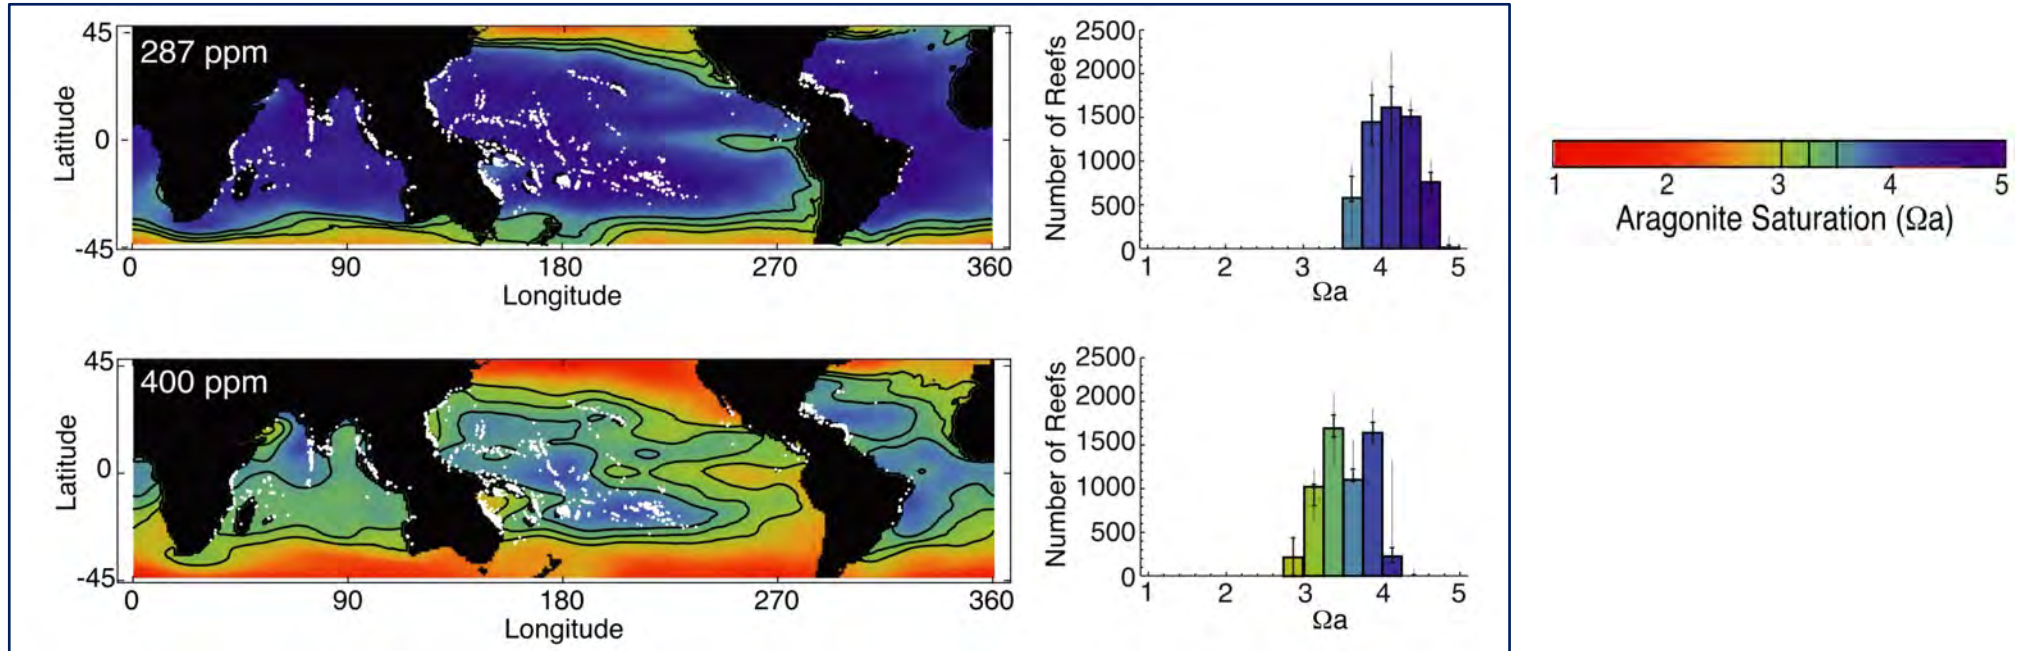 287 ppm
45
0
-45
Latitude
0 90 180 270 360
Longitude
2500
2000
1500
1000
500
0
Number of Reefs
1 2 3 4 5
Ωa
1 2 3 4 5
Aragonite Saturation (Ωa)
400 ppm
45
0
-45
Latitude
0 90 180 270 360
Longitude
2500
2000
1500
1000
500
0
Number of Reefs
1 2 3 4 5
Ωa